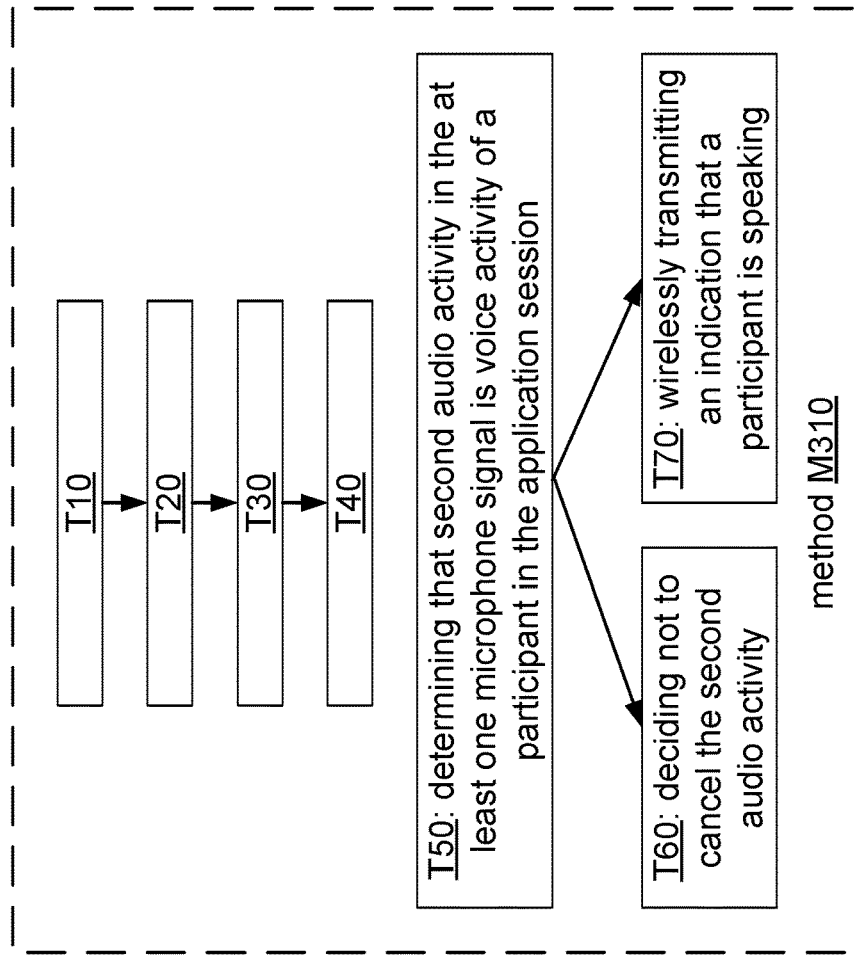 T10
T20
T30
T40
T50: determining that second audio activity in the at
least one microphone signal is voice activity of a
participant in the application session
T60: deciding not to
cancel the second
audio activity
T70: wirelessly transmitting
an indication that a
participant is speaking
method M310